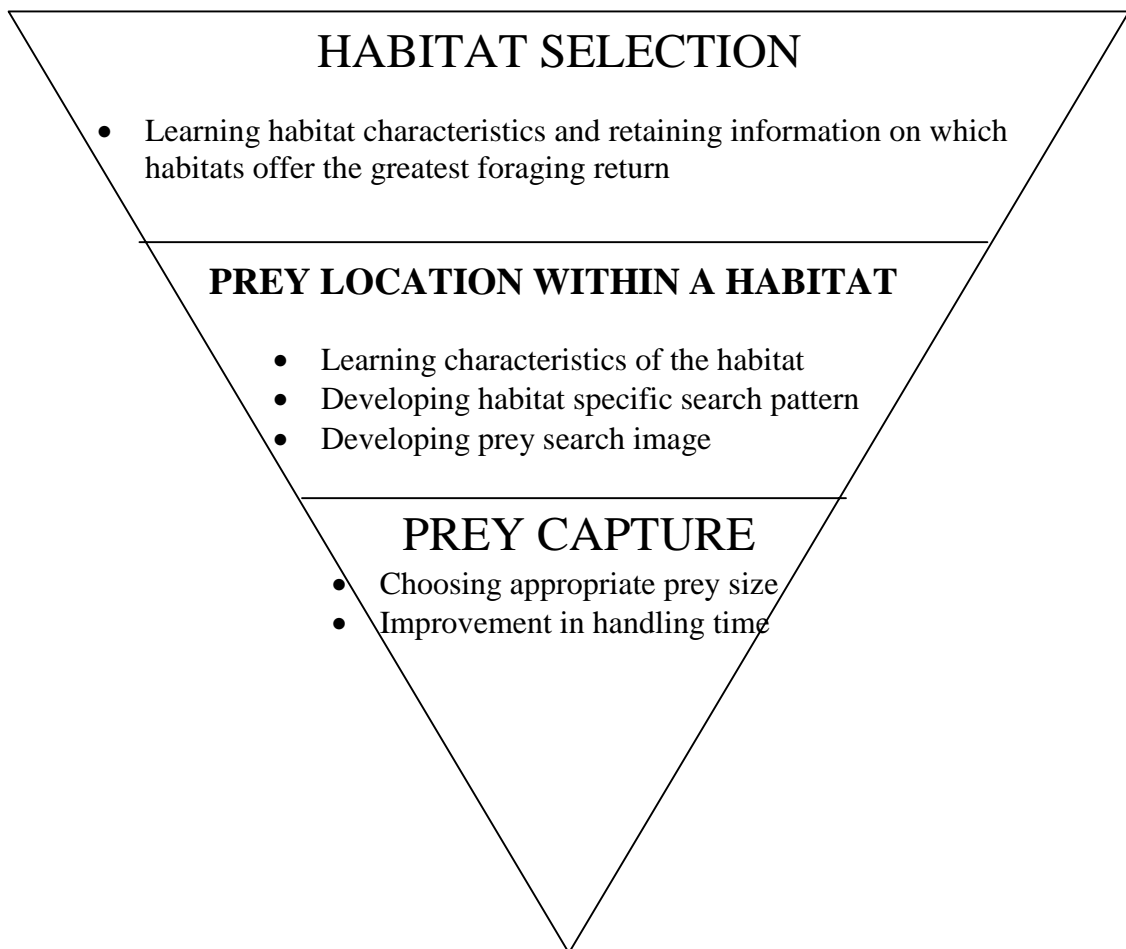 HABITAT SELECTION
• Learning habitat characteristics and retaining information on which
habitats offer the greatest foraging return
PREY LOCATION WITHIN A HABITAT
• Learning characteristics of the habitat
• Developing habitat specific search pattern
• Developing prey search image
PREY CAPTURE
• Choosing appropriate prey size
• Improvement in handling time